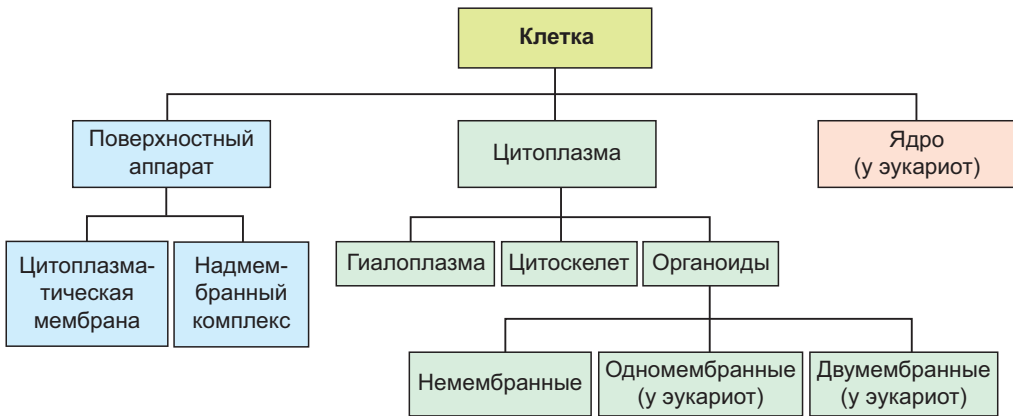 Клетка
Поверхностный
аппарат
Цитоплазма
Ядро
(у эукариот)
Цитоплазма-
тическая
мембрана
Надмем-
бранный
комплекс
Гиалоплазма
Цитоскелет
Органоиды
Немембранные
Одномембранные
(у эукариот)
Двумембранные
(у эукариот)